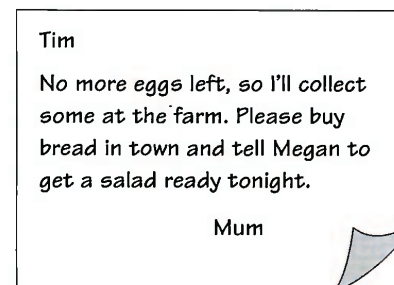 Tim
No more eggs left, so I'll collect
some at the farm. Please buy
bread in town and tell Megan to
get a salad ready tonight.
Mum